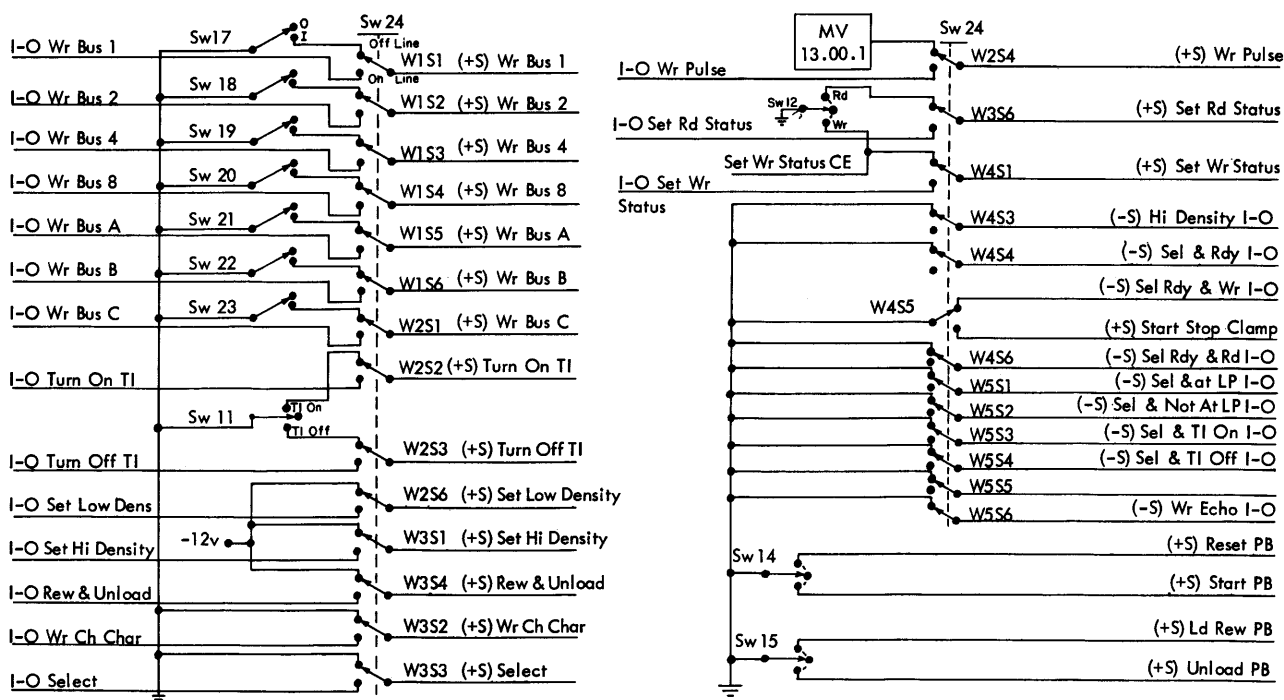 Sw17
O
I
Sw 24
Off Line
I-O Wr Bus 1
W1S1 (+S) Wr Bus 1
On Line
Sw 18
I-O Wr Bus 2
W1S2 (+S) Wr Bus 2
Sw 19
I-O Wr Bus 4
W1S3 (+S) Wr Bus 4
Sw 20
I-O Wr Bus 8
W1S4 (+S) Wr Bus 8
Sw 21
I-O Wr Bus A
W1S5 (+S) Wr Bus A
Sw 22
I-O Wr Bus B
W1S6 (+S) Wr Bus B
Sw 23
I-O Wr Bus C
W2S1 (+S) Wr Bus C
I-O Turn On TI
W2S2 (+S) Turn On TI
Sw 11
TI On
TI Off
I-O Turn Off TI
W2S3 (+S) Turn Off TI
I-O Set Low Dens
W2S6 (+S) Set Low Density
-12v
I-O Set Hi Density
W3S1 (+S) Set Hi Density
I-O Rew & Unload
W3S4 (+S) Rew & Unload
I-O Wr Ch Char
W3S2 (+S) Wr Ch Char
I-O Select
W3S3 (+S) Select
MV
13.00.1
Sw 24
I-O Wr Pulse
W2S4 (+S) Wr Pulse
Sw12
Rd
Wr
I-O Set Rd Status
W3S6 (+S) Set Rd Status
Set Wr Status CE
I-O Set Wr
Status
W4S1 (+S) Set Wr Status
W4S3 (-S) Hi Density I-O
W4S4 (-S) Sel & Rdy I-O
W4S5 (-S) Sel Rdy & Wr I-O
(+S) Start Stop Clamp
W4S6 (-S) Sel Rdy & Rd I-O
W5S1 (-S) Sel & at LP I-O
W5S2 (-S) Sel & Not At LP I-O
W5S3 (-S) Sel & TI On I-O
W5S4 (-S) Sel & TI Off I-O
W5S5
W5S6 (-S) Wr Echo I-O
Sw 14
(+S) Reset PB
(+S) Start PB
Sw 15
(+S) Ld Rew PB
(+S) Unload PB